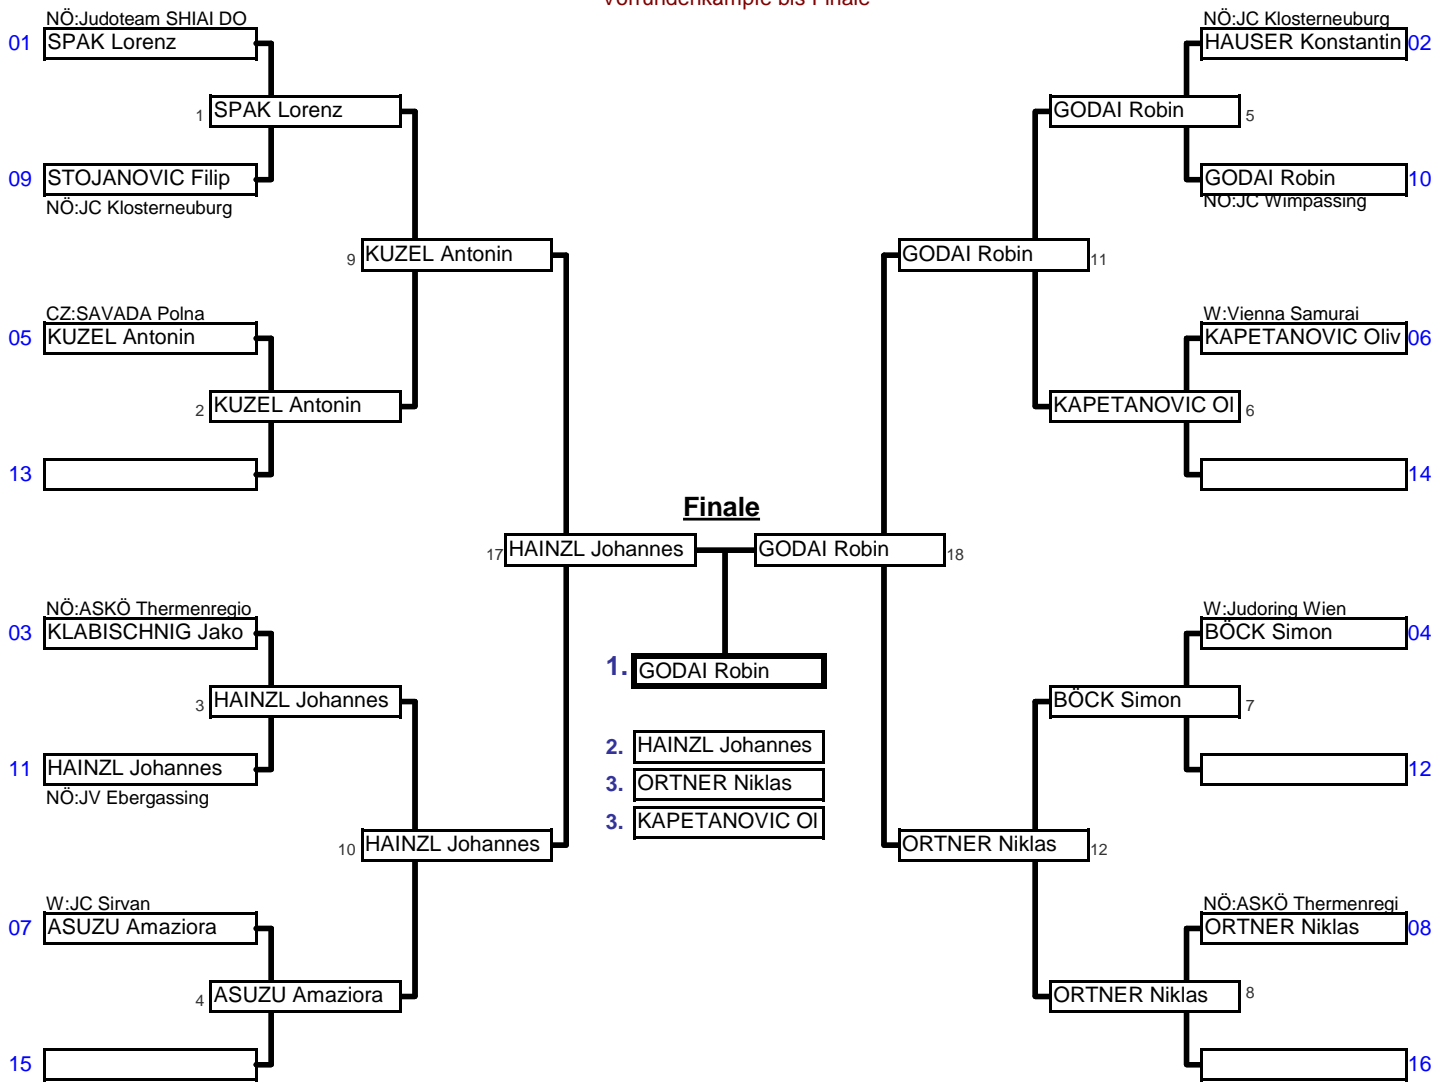 Vorrundenkämpfe bis Finale
NÖ:Judoteam SHIAI DO
01 SPAK Lorenz
1 SPAK Lorenz
09 STOJANOVIC Filip
NÖ:JC Klosterneuburg
9 KUZEL Antonin
CZ:SAVADA Polna
05 KUZEL Antonin
2 KUZEL Antonin
13
17 HAINZL Johannes
NÖ:ASKÖ Thermenregio
03 KLABISCHNIG Jako
3 HAINZL Johannes
11 HAINZL Johannes
NÖ:JV Ebergassing
10 HAINZL Johannes
W:JC Sirvan
07 ASUZU Amaziora
4 ASUZU Amaziora
15
Finale
1. GODAI Robin
2. HAINZL Johannes
3. ORTNER Niklas
3. KAPETANOVIC Ol
NÖ:JC Klosterneuburg
HAUSER Konstantin 02
GODAI Robin 5
GODAI Robin 10
NÖ:JC Wimpassing
GODAI Robin 11
W:Vienna Samurai
KAPETANOVIC Oliv 06
KAPETANOVIC Ol 6
14
GODAI Robin 18
W:Judoring Wien
BÖCK Simon 04
BÖCK Simon 7
12
ORTNER Niklas 12
NÖ:ASKÖ Thermenregi
ORTNER Niklas 08
ORTNER Niklas 8
16